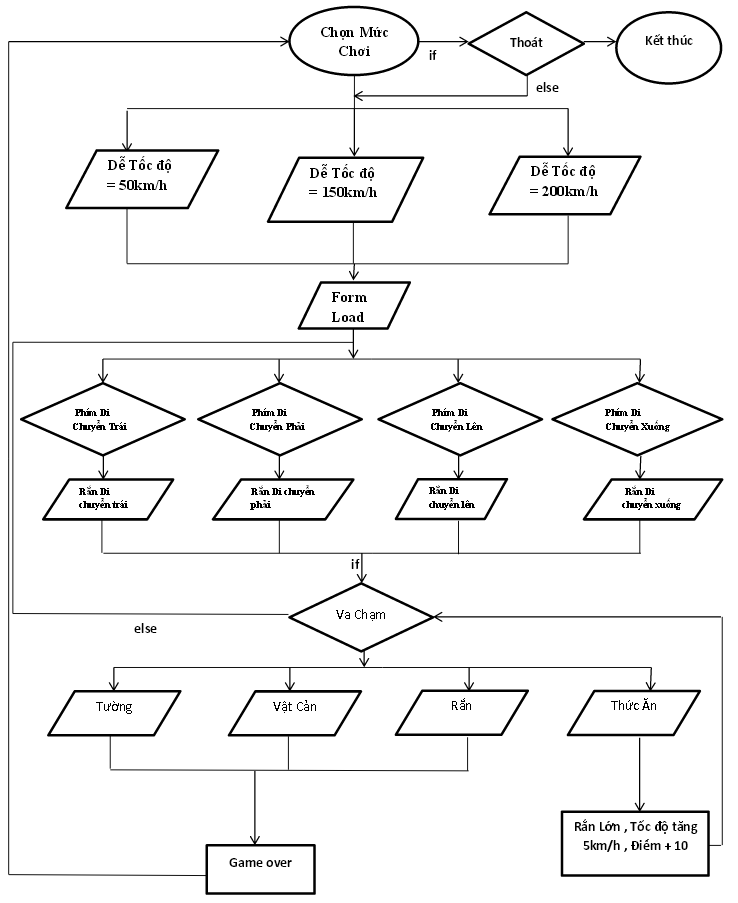 Chọn Mức
Chơi
if
Thoát
Kết thúc
else
Dễ Tốc độ
= 50km/h
Dễ Tốc độ
= 150km/h
Dễ Tốc độ
= 200km/h
Form
Load
Phím Di
Chuyển Trái
Phím Di
Chuyển Phải
Phím Di
Chuyển Lên
Phím Di
Chuyển Xuống
Rắn Di
chuyển trái
Rắn Di chuyển
phải
Rắn Di
chuyển lên
Rắn Di
chuyển xuống
if
Va Chạm
else
Tường
Vật Cản
Rắn
Thức Ăn
Rắn Lớn , Tốc độ tăng
5km/h , Điểm + 10
Game over